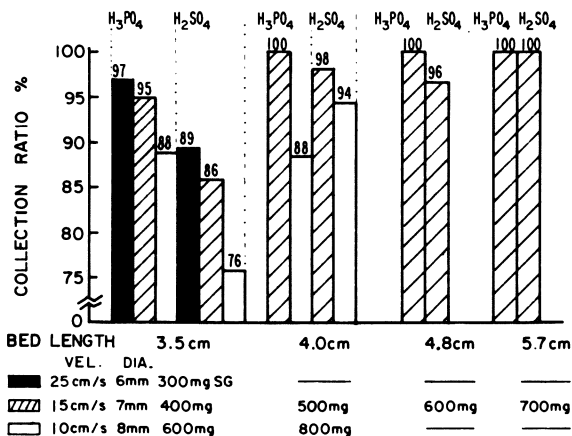 H₃PO₄ H₂SO₄ H₃PO₄ H₂SO₄ H₃PO₄ H₂SO₄ H₃PO₄ H₂SO₄
COLLECTION RATIO %
100
95
90
85
80
75
0
97 95 88 89 86 76
100 88 98 94
100 96
100 100
BED LENGTH 3.5cm 4.0cm 4.8cm 5.7cm
VEL. DIA.
25cm/s 6mm 300mg SG — — —
15cm/s 7mm 400mg 500mg 600mg 700mg
10cm/s 8mm 600mg 800mg — —